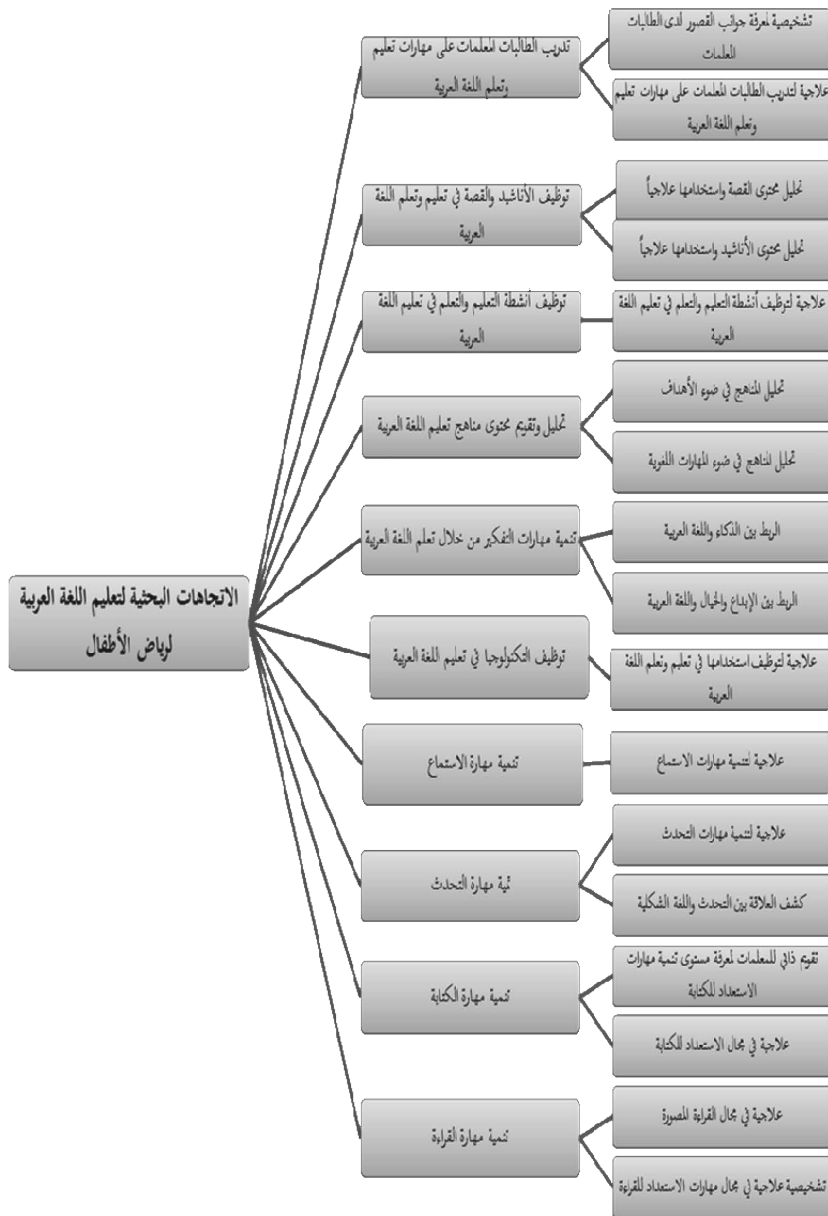 الاتجاهات البحثية لتعليم اللغة العربية
لرياض الأطفال
تدريب الطالبات المعلمات على مهارات تعليم
وتعلم اللغة العربية
تشخيصية لمعرفة جوانب القصور لدى الطالبات
المعلمات
علاجية لتدريب الطالبات المعلمات على مهارات تعليم
وتعلم اللغة العربية
توظيف الأناشيد والقصة في تعليم وتعلم اللغة
العربية
تحليل محتوى القصة واستخدامها علاجياً
تحليل محتوى الأناشيد واستخدامها علاجياً
توظيف أنشطة التعليم والتعلم في تعليم اللغة
العربية
علاجية لتوظيف أنشطة التعليم والتعلم في تعليم اللغة
العربية
تحليل وتقويم محتوى مناهج تعليم اللغة العربية
تحليل المناهج في ضوء الأهداف
تحليل المناهج في ضوء المهارات اللغوية
تنمية مهارات التفكير من خلال تعلم اللغة العربية
الربط بين الذكاء واللغة العربية
الربط بين الإبداع والخيال واللغة العربية
توظيف التكنولوجيا في تعليم اللغة العربية
علاجية لتوظيف استخدامها في تعليم وتعلم اللغة
العربية
تنمية مهارة الاستماع
علاجية لتنمية مهارات الاستماع
نمية مهارة التحدث
علاجية لتنمية مهارات التحدث
كشف العلاقة بين التحدث واللغة الشكلية
تنمية مهارة الكتابة
تقويم ذاتي للمعلمات لمعرفة مستوى تنمية مهارات
الاستعداد للكتابة
علاجية في مجال الاستعداد للكتابة
تنمية مهارة القراءة
علاجية في مجال القراءة المصورة
تشخيصية علاجية في مجال مهارات الاستعداد للقراءة